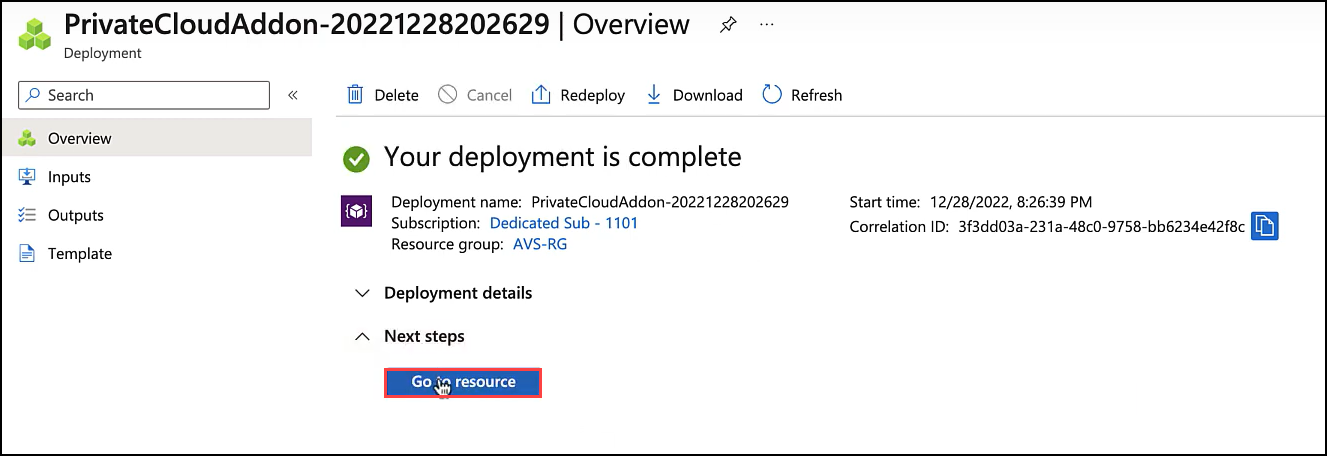 PrivateCloudAddon-20221228202629 | Overview
Deployment
Search
Overview
Inputs
Outputs
Template
Delete Cancel Redeploy Download Refresh
Your deployment is complete
Deployment name: PrivateCloudAddon-20221228202629
Subscription: Dedicated Sub - 1101
Resource group: AVS-RG
Start time: 12/28/2022, 8:26:39 PM
Correlation ID: 3f3dd03a-231a-48c0-9758-bb6234e42f8c
Deployment details
Next steps
Go to resource